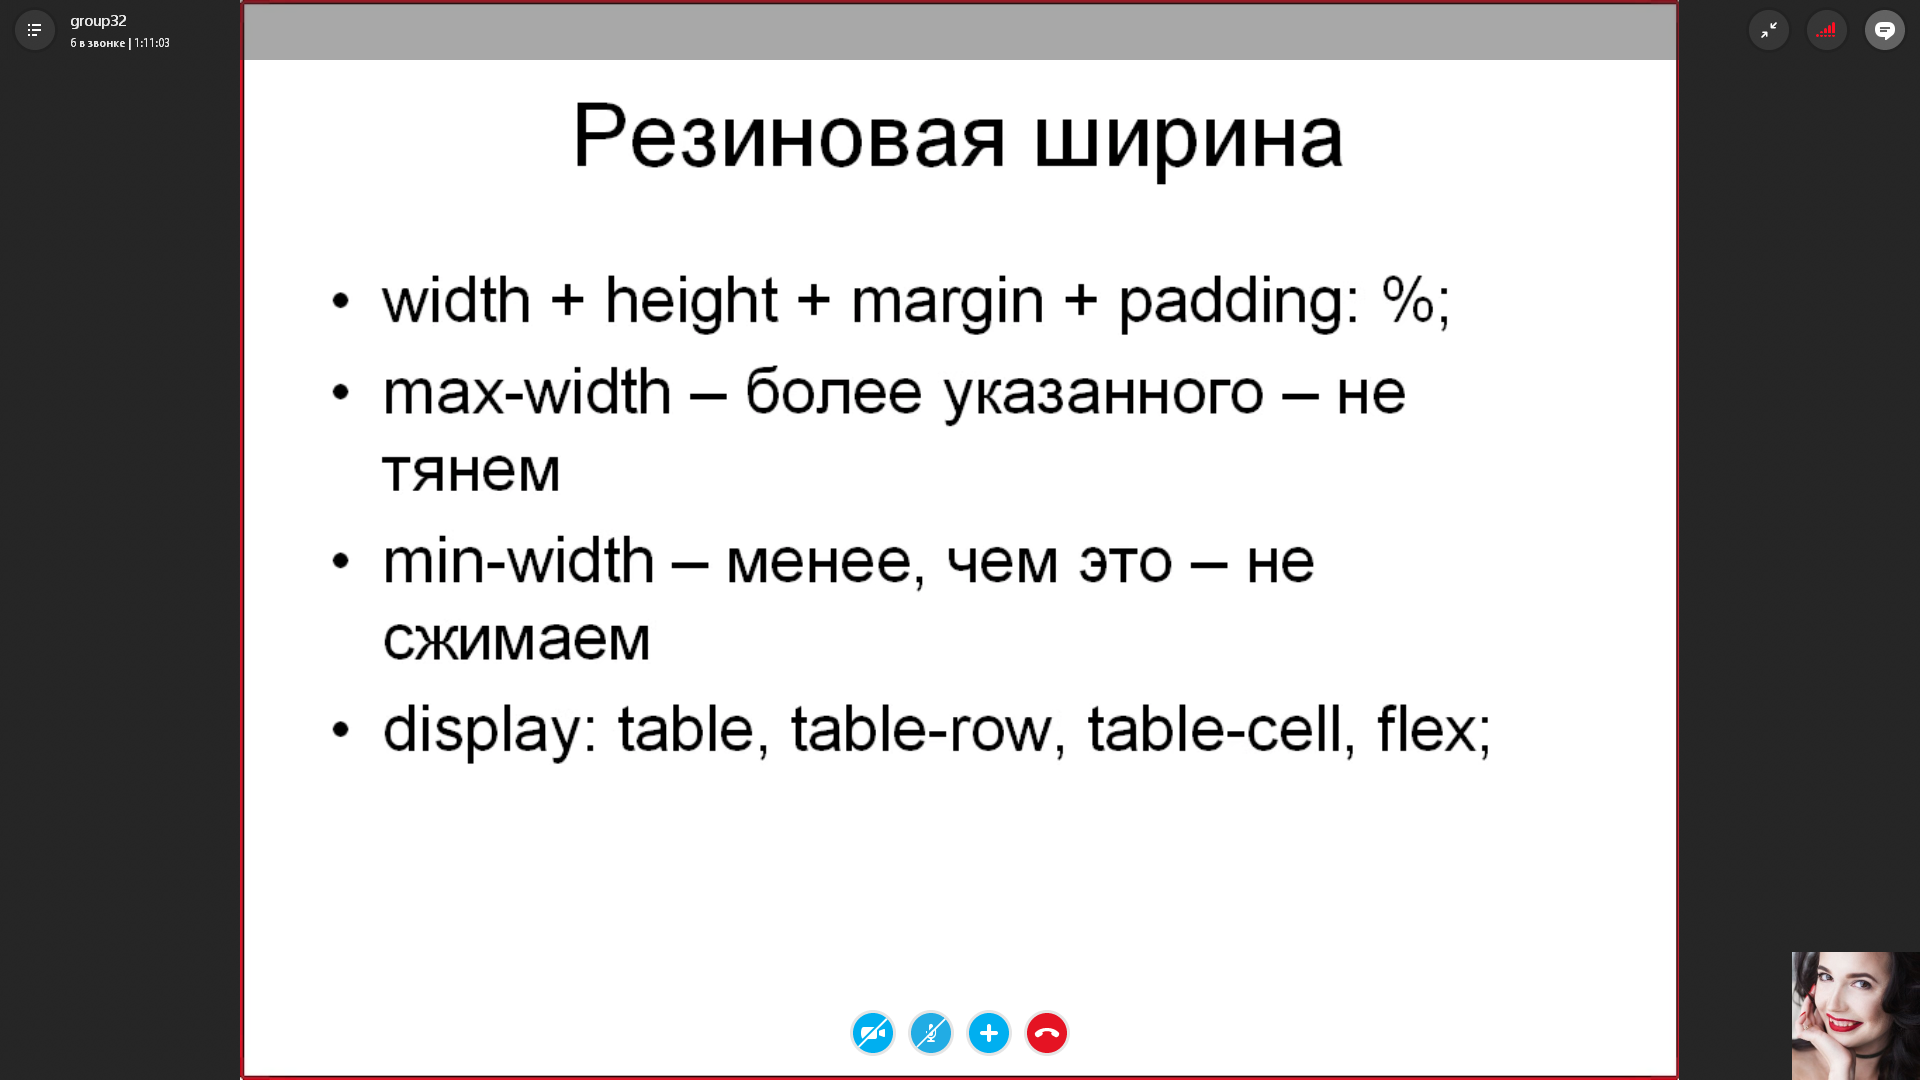 group32
6 в звонке | 1:11:03
Резиновая ширина
• width + height + margin + padding: %;
• max-width – более указанного – не
тянем
• min-width – менее, чем это – не
сжимаем
• display: table, table-row, table-cell, flex;